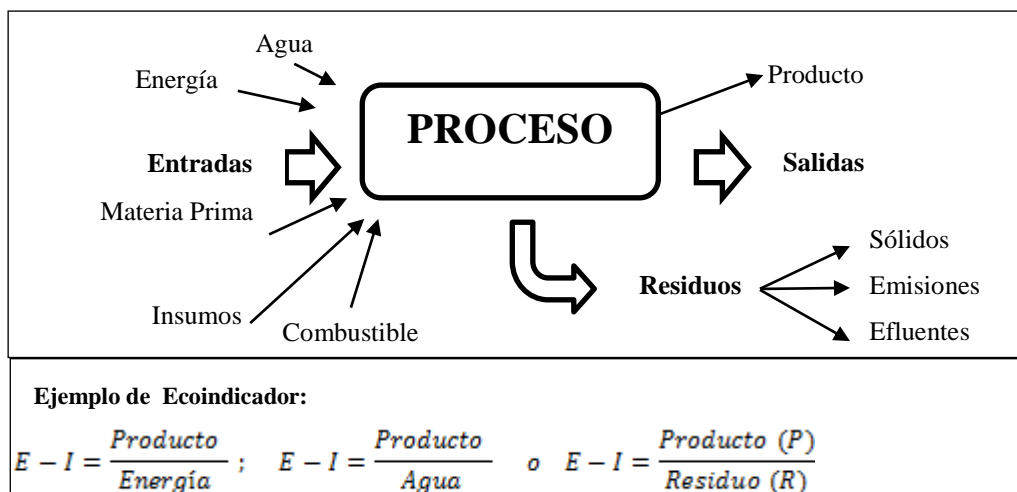 Agua
Energía
Producto
PROCESO
Entradas
Salidas
Materia Prima
Sólidos
Residuos
Emisiones
Insumos
Combustible
Efluentes
Ejemplo de Ecoindicador:
E − I = Producto / Energía ; E − I = Producto / Agua o E − I = Producto (P) / Residuo (R)